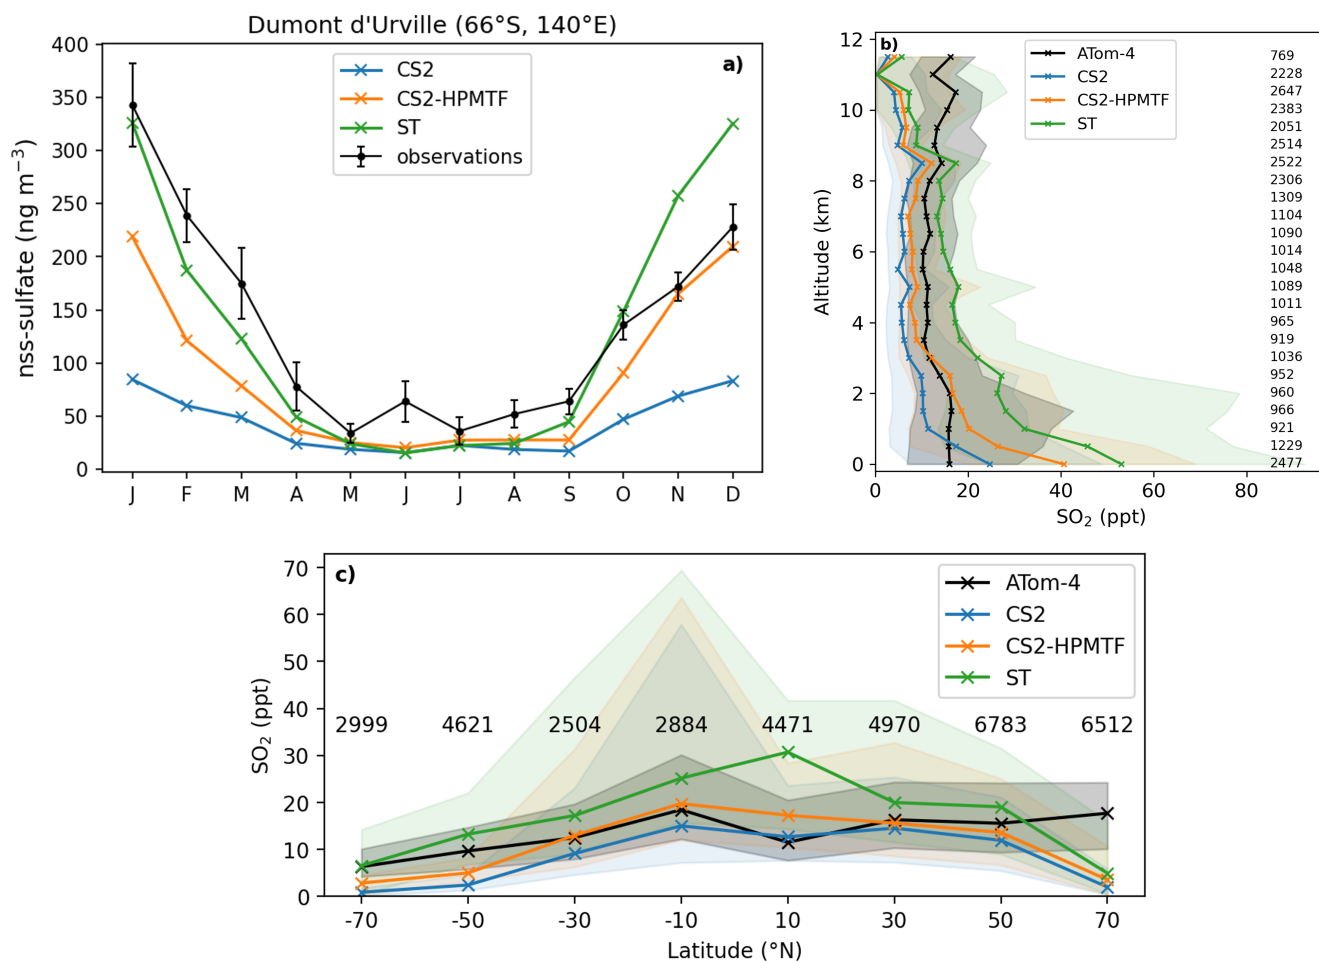 Dumont d'Urville (66°S, 140°E)
a)
nss-sulfate (ng m⁻³)
400
350
300
250
200
150
100
50
0
CS2
CS2-HPMTF
ST
observations
J F M A M J J A S O N D
b)
Altitude (km)
12
10
8
6
4
2
0
ATom-4
CS2
CS2-HPMTF
ST
769
2228
2647
2383
2051
2514
2522
2306
1309
1104
1090
1014
1048
1089
1011
965
919
1036
952
960
966
921
1229
2477
0 20 40 60 80
SO₂ (ppt)
c)
SO₂ (ppt)
70
60
50
40
30
20
10
0
ATom-4
CS2
CS2-HPMTF
ST
2999 4621 2504 2884 4471 4970 6783 6512
-70 -50 -30 -10 10 30 50 70
Latitude (°N)